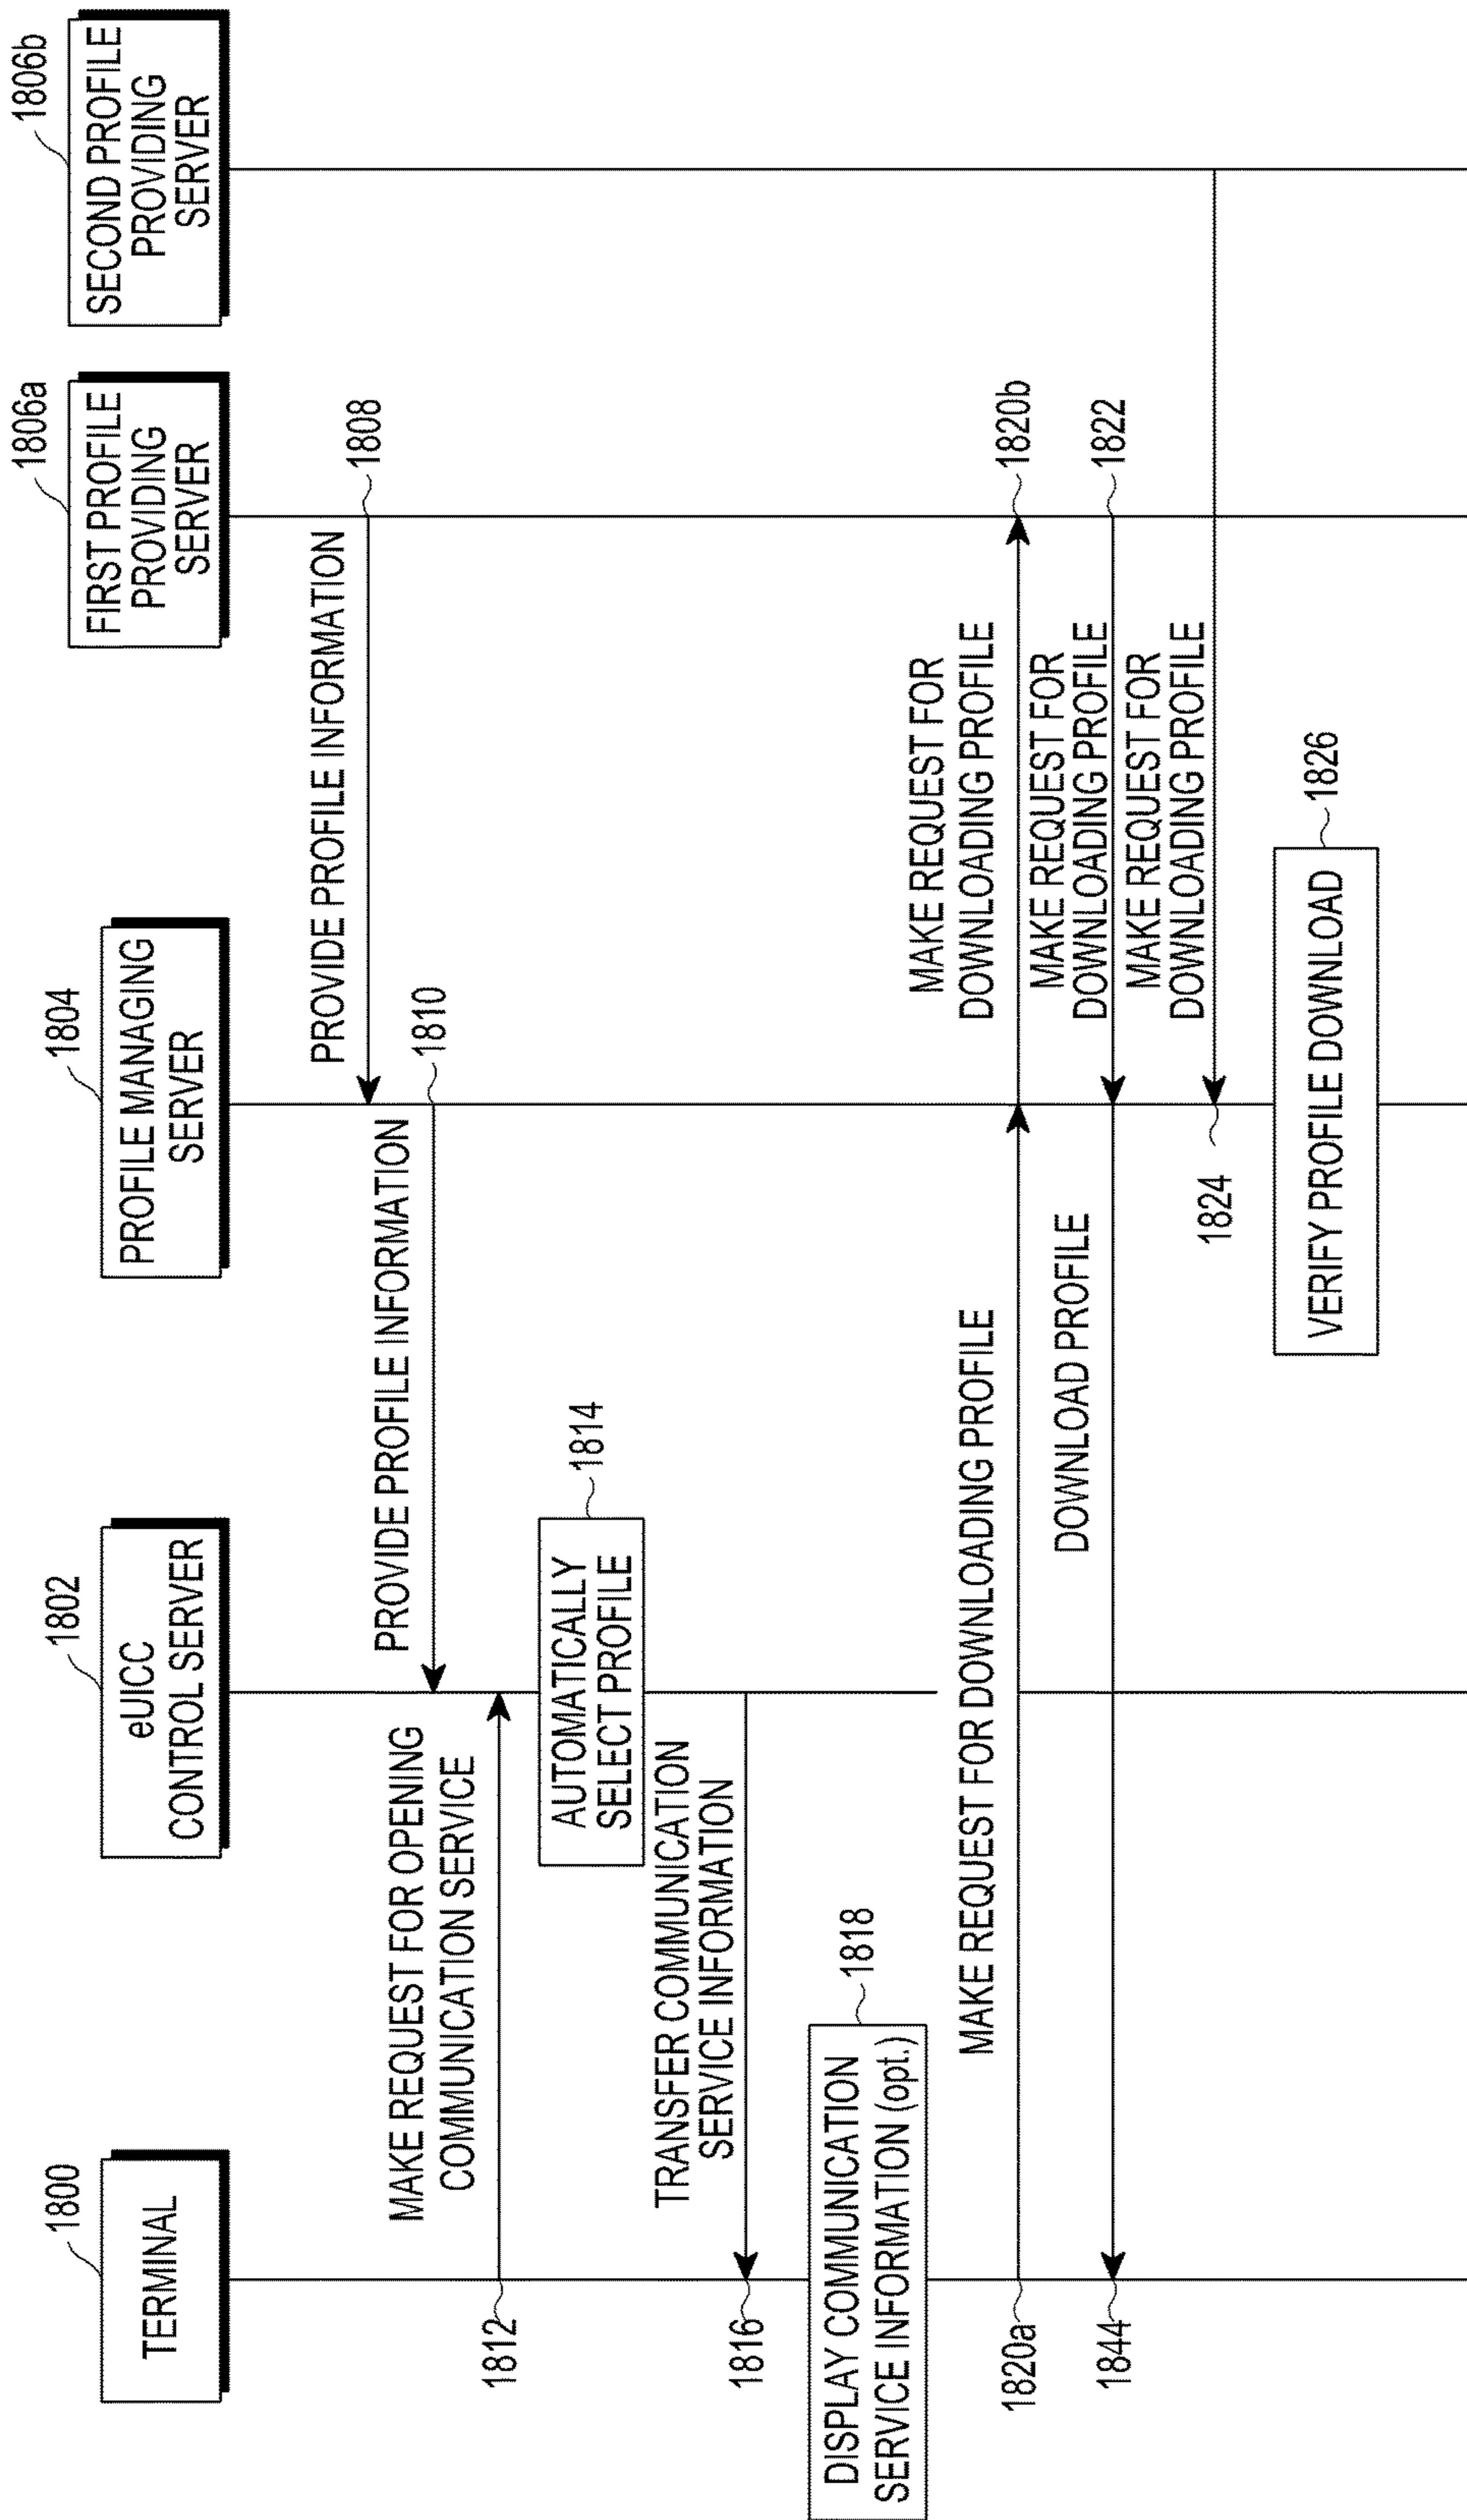 1800
TERMINAL
1802
eUICC
CONTROL SERVER
1804
PROFILE MANAGING
SERVER
1806a
FIRST PROFILE
PROVIDING
SERVER
1806b
SECOND PROFILE
PROVIDING
SERVER
PROVIDE PROFILE INFORMATION
1808
PROVIDE PROFILE INFORMATION
1810
MAKE REQUEST FOR OPENING
COMMUNICATION SERVICE
1812
AUTOMATICALLY
SELECT PROFILE
1814
TRANSFER COMMUNICATION
SERVICE INFORMATION
1816
DISPLAY COMMUNICATION
SERVICE INFORMATION (opt.)
1818
MAKE REQUEST FOR DOWNLOADING PROFILE
1820a
MAKE REQUEST FOR
DOWNLOADING PROFILE
1820b
MAKE REQUEST FOR
DOWNLOADING PROFILE
1822
DOWNLOAD PROFILE
1844
MAKE REQUEST FOR
DOWNLOADING PROFILE
1824
VERIFY PROFILE DOWNLOAD
1826